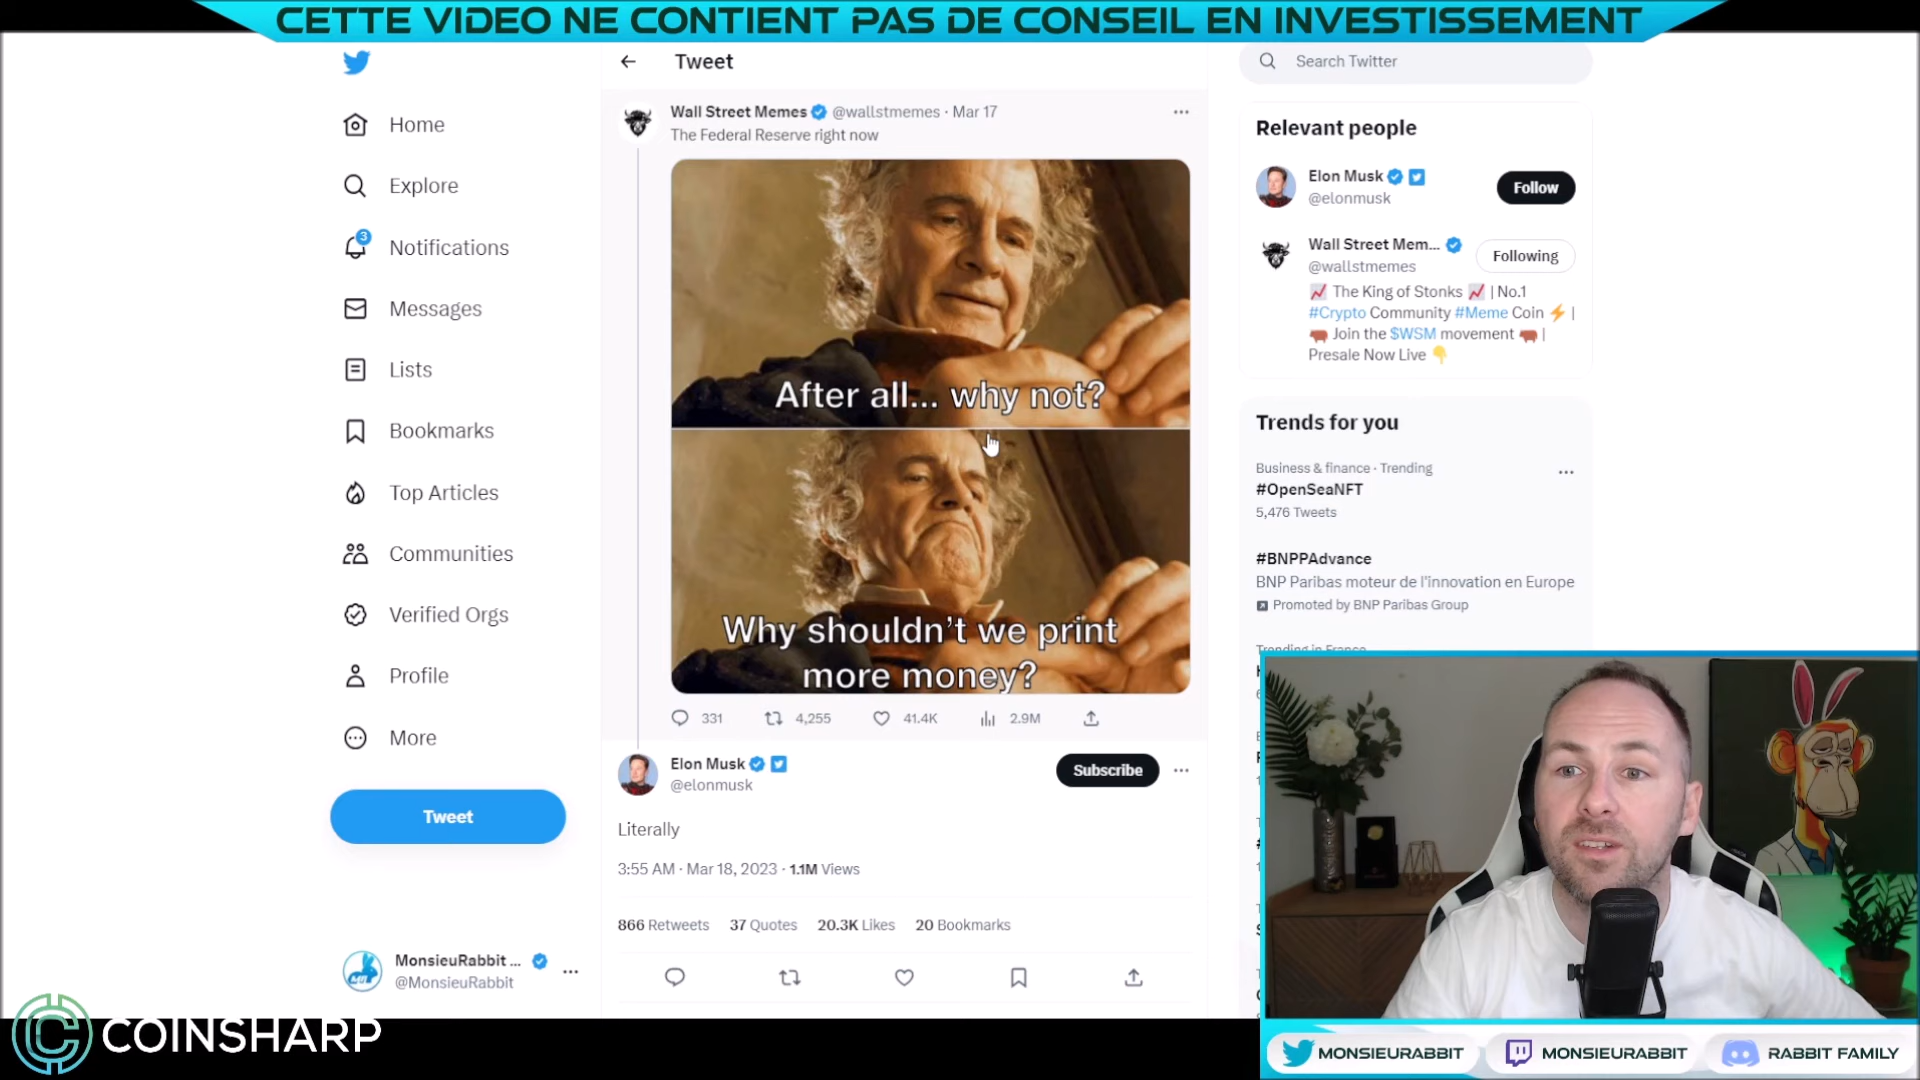 CETTE VIDEO NE CONTIENT PAS DE CONSEIL EN INVESTISSEMENT
Home
Explore
3
Notifications
Messages
Lists
Bookmarks
Top Articles
Communities
Verified Orgs
Profile
More
Tweet
MonsieuRabbit ...
@MonsieuRabbit
Tweet
Wall Street Memes @wallstmemes · Mar 17
The Federal Reserve right now
After all... why not?
Why shouldn't we print
more money?
331 4,255 41.4K 2.9M
Elon Musk
@elonmusk
Subscribe
Literally
3:55 AM · Mar 18, 2023 · 1.1M Views
866 Retweets 37 Quotes 20.3K Likes 20 Bookmarks
Search Twitter
Relevant people
Elon Musk
@elonmusk
Follow
Wall Street Mem...
@wallstmemes
Following
The King of Stonks | No.1
#Crypto Community #Meme Coin |
Join the $WSM movement |
Presale Now Live
Trends for you
Business & finance · Trending
#OpenSeaNFT
5,476 Tweets
#BNPPAdvance
BNP Paribas moteur de l'innovation en Europe
Promoted by BNP Paribas Group
Trending in France
COINSHARP
MONSIEURABBIT
MONSIEURABBIT
RABBIT FAMILY